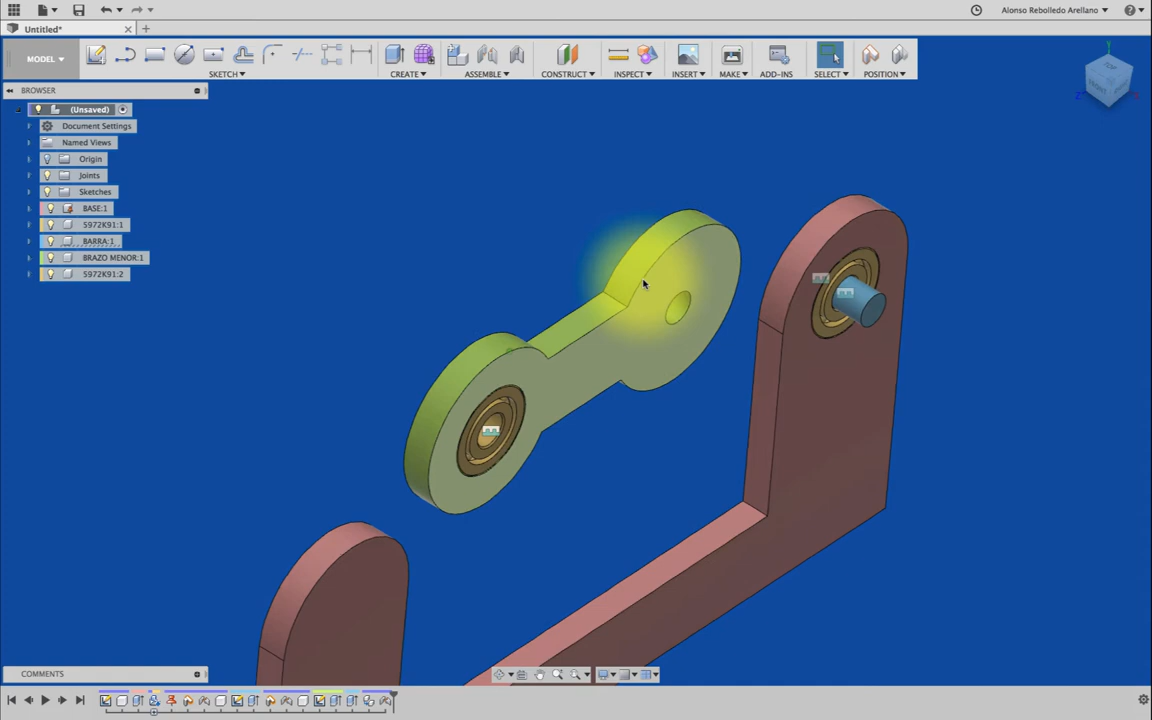 Alonso Rebolledo Arellano
Untitled*
MODEL
SKETCH
CREATE
ASSEMBLE
CONSTRUCT
INSPECT
INSERT
MAKE
ADD-INS
SELECT
POSITION
BROWSER
(Unsaved)
Document Settings
Named Views
Origin
Joints
Sketches
BASE:1
5972K91:1
BARRA:1
BRAZO MENOR:1
5972K91:2
TOP
COMMENTS